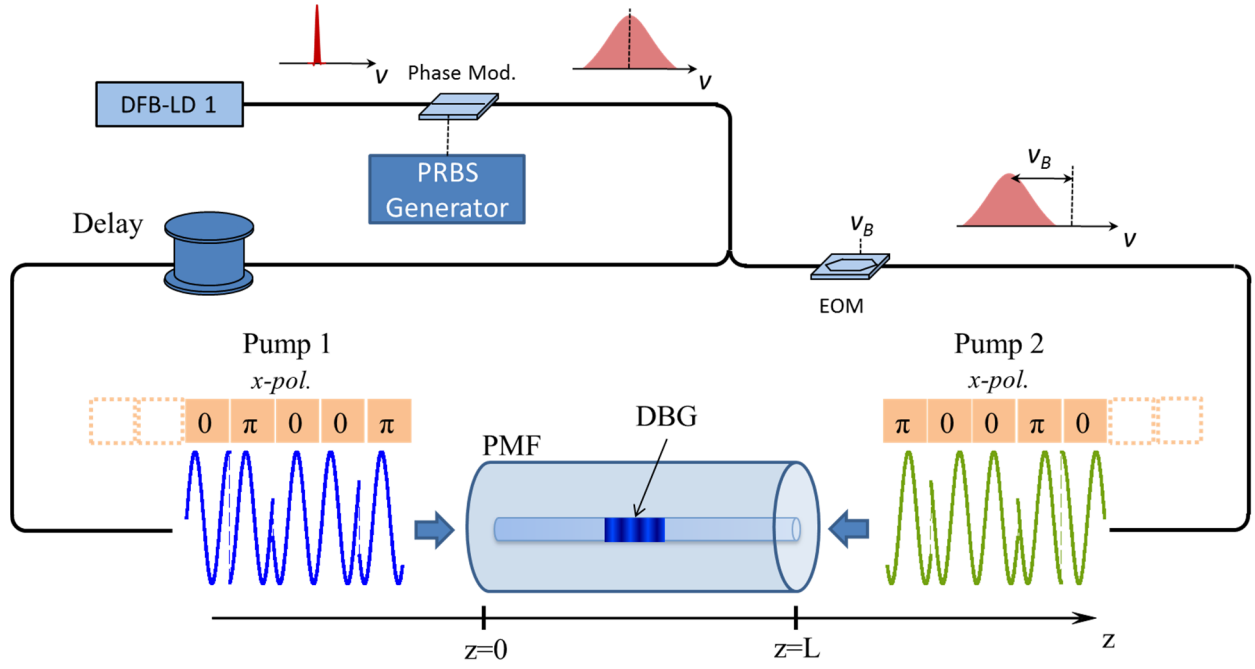 ν
ν
Phase Mod.
DFB-LD 1
PRBS
Generator
ν_B
ν
Delay
ν_B
EOM
Pump 1
x-pol.
0 π 0 0 π
Pump 2
x-pol.
π 0 0 π 0
DBG
PMF
z=0
z=L
z